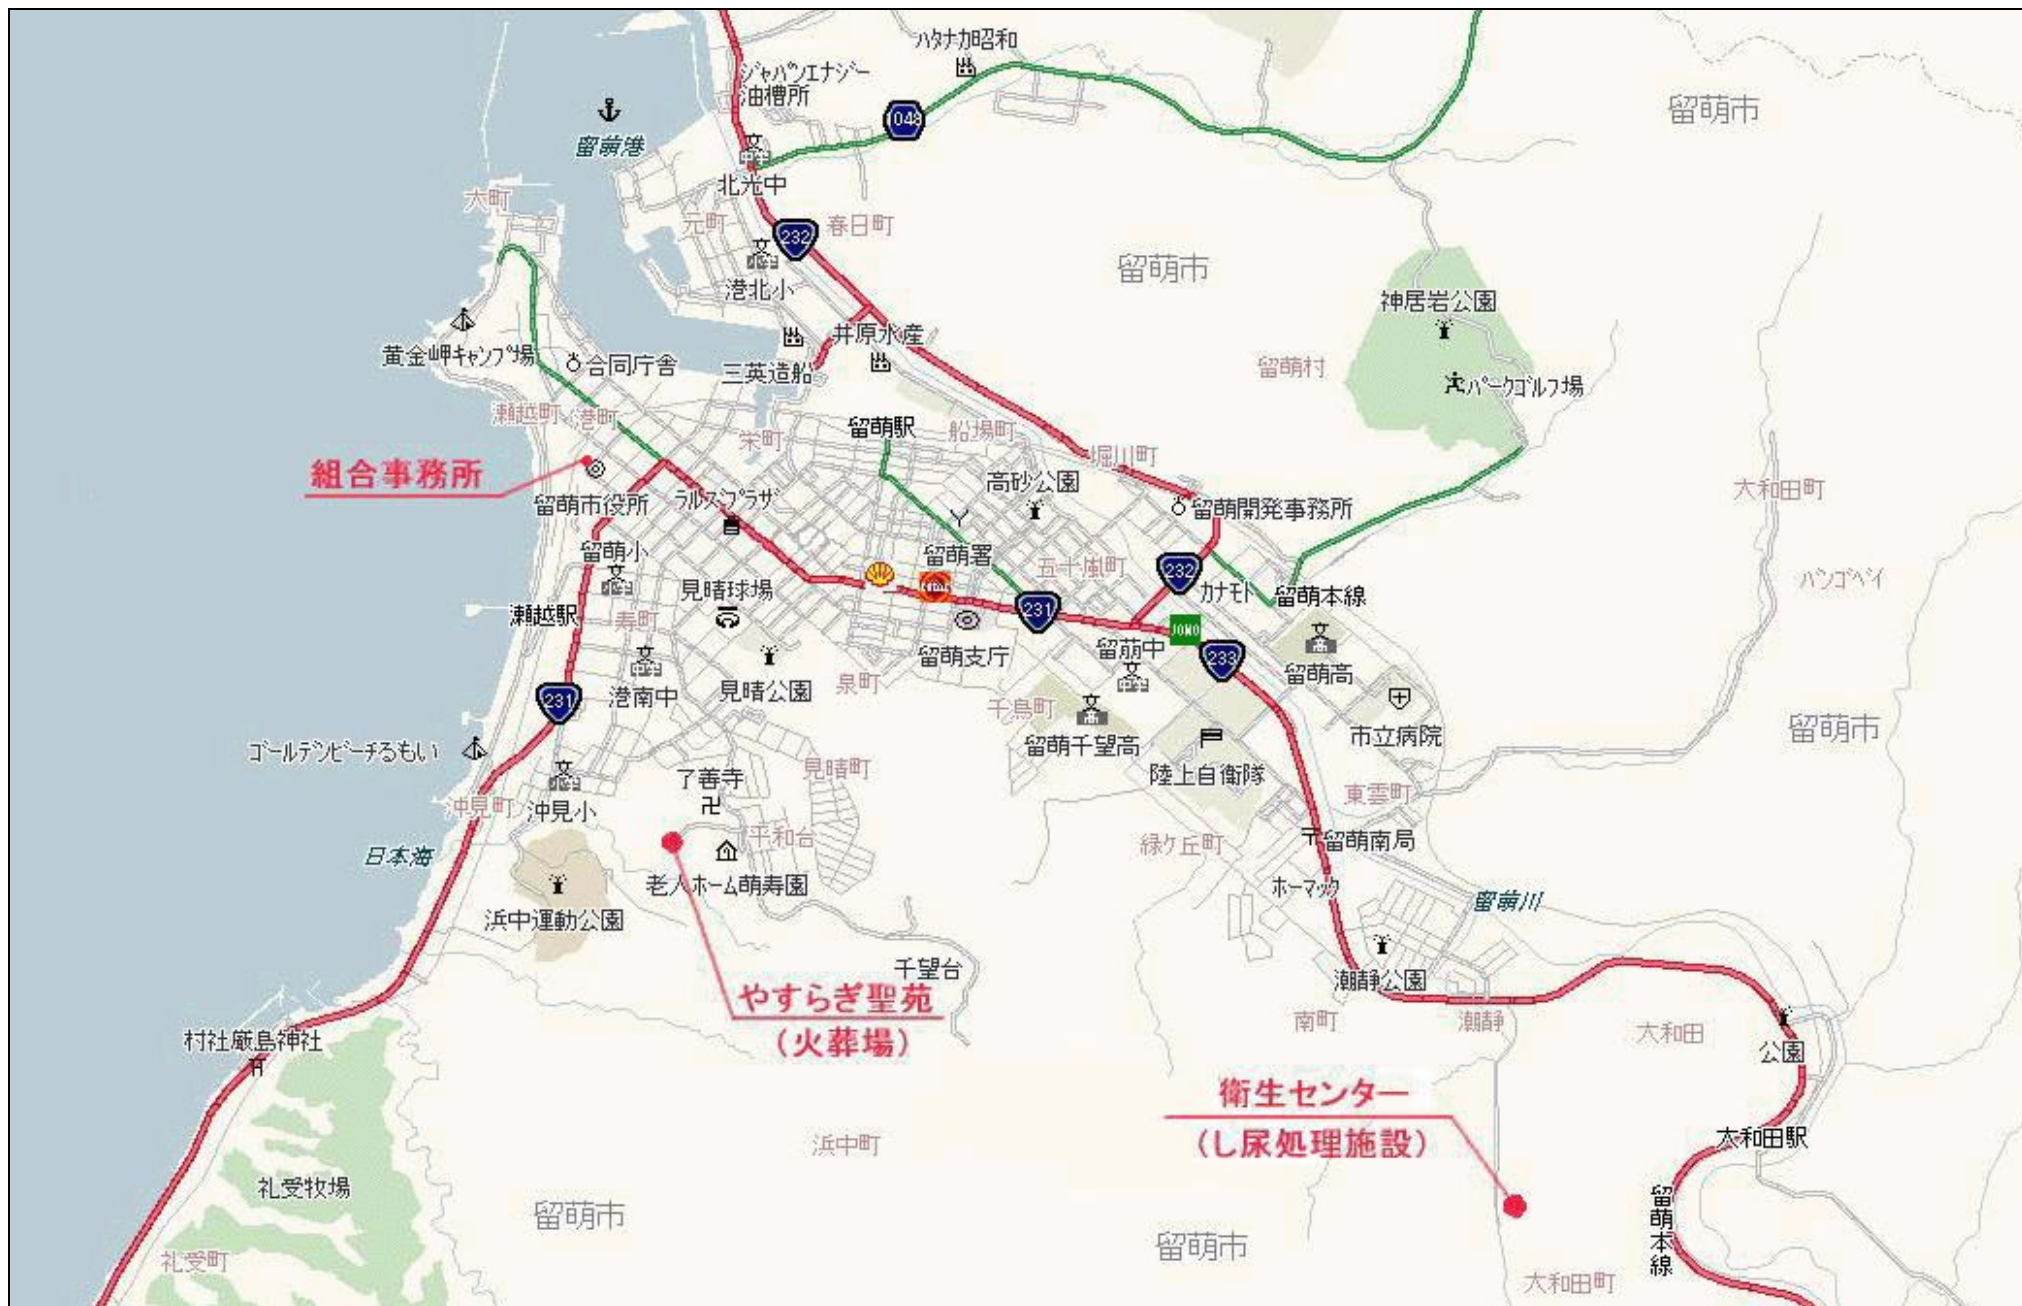 ハタナカ昭和
ジャパンエナジー
油槽所
048
留萌市
留萌港
北光中
大町
元町
232
春日町
留萌市
港北小
神居岩公園
井原水産
黄金岬キャンプ場
合同庁舎
三英造船
留萌村
パークゴルフ場
瀬越町
港町
栄町
留萌駅
船場町
堀川町
組合事務所
高砂公園
大和田町
留萌市役所
ラルズプラザ
留萌開発事務所
留萌小
留萌署
五十嵐町
232
カナモト
留萌本線
バンゴベイ
見晴球場
瀬越駅
寿町
231
JOMO
留萌支庁
留萌中
233
留萌高
港南中
見晴公園
泉町
231
千鳥町
市立病院
留萌市
留萌千望高
ゴールデンビーチるもい
陸上自衛隊
了善寺
見晴町
東雲町
沖見町
沖見小
平和台
緑ケ丘町
留萌南局
日本海
老人ホーム萌寿園
ホーマック
留萌川
浜中運動公園
千望台
潮静公園
やすらぎ聖苑
(火葬場)
南町
潮静
大和田
村社厳島神社
公園
衛生センター
(し尿処理施設)
浜中町
大和田駅
礼受牧場
留萌本線
留萌市
留萌市
礼受町
大和田町